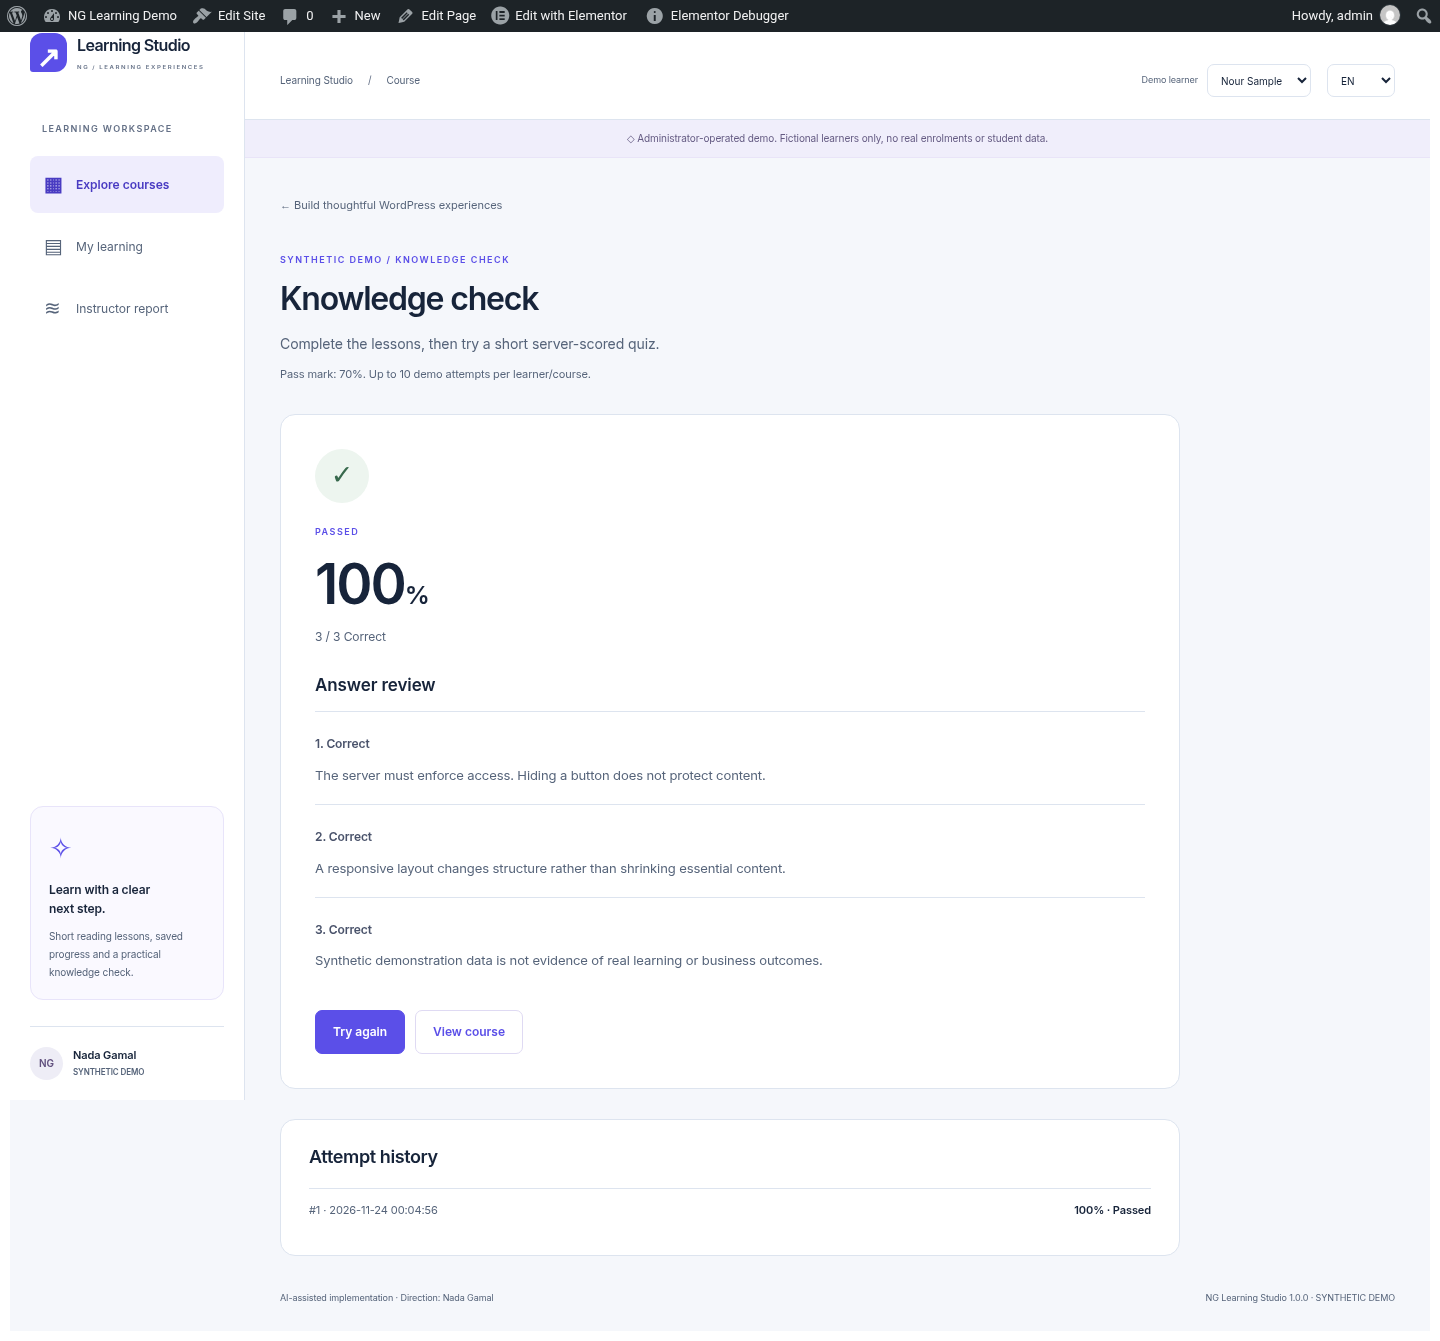 NG Learning Demo Edit Site 0 New Edit Page Edit with Elementor Elementor Debugger Howdy, admin
Learning Studio
NG / LEARNING EXPERIENCES
LEARNING WORKSPACE
Explore courses
My learning
Instructor report
Learn with a clear
next step.
Short reading lessons, saved
progress and a practical
knowledge check.
NG
Nada Gamal
SYNTHETIC DEMO
Learning Studio / Course
Demo learner Nour Sample EN
◇ Administrator-operated demo. Fictional learners only, no real enrolments or student data.
← Build thoughtful WordPress experiences
SYNTHETIC DEMO / KNOWLEDGE CHECK
Knowledge check
Complete the lessons, then try a short server-scored quiz.
Pass mark: 70%. Up to 10 demo attempts per learner/course.
✓
PASSED
100%
3 / 3 Correct
Answer review
1. Correct
The server must enforce access. Hiding a button does not protect content.
2. Correct
A responsive layout changes structure rather than shrinking essential content.
3. Correct
Synthetic demonstration data is not evidence of real learning or business outcomes.
Try again View course
Attempt history
#1 · 2026-11-24 00:04:56 100% · Passed
AI-assisted implementation · Direction: Nada Gamal NG Learning Studio 1.0.0 · SYNTHETIC DEMO